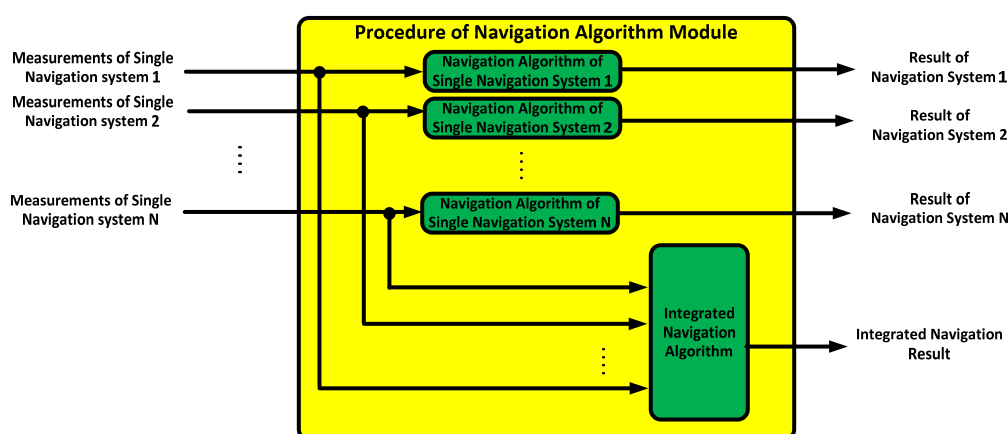 Procedure of Navigation Algorithm Module
Measurements of Single
Navigation system 1
Navigation Algorithm of
Single Navigation System 1
Result of
Navigation System 1
Measurements of Single
Navigation system 2
Navigation Algorithm of
Single Navigation System 2
Result of
Navigation System 2
Measurements of Single
Navigation system N
Navigation Algorithm of
Single Navigation System N
Result of
Navigation System N
Integrated
Navigation
Algorithm
Integrated Navigation
Result